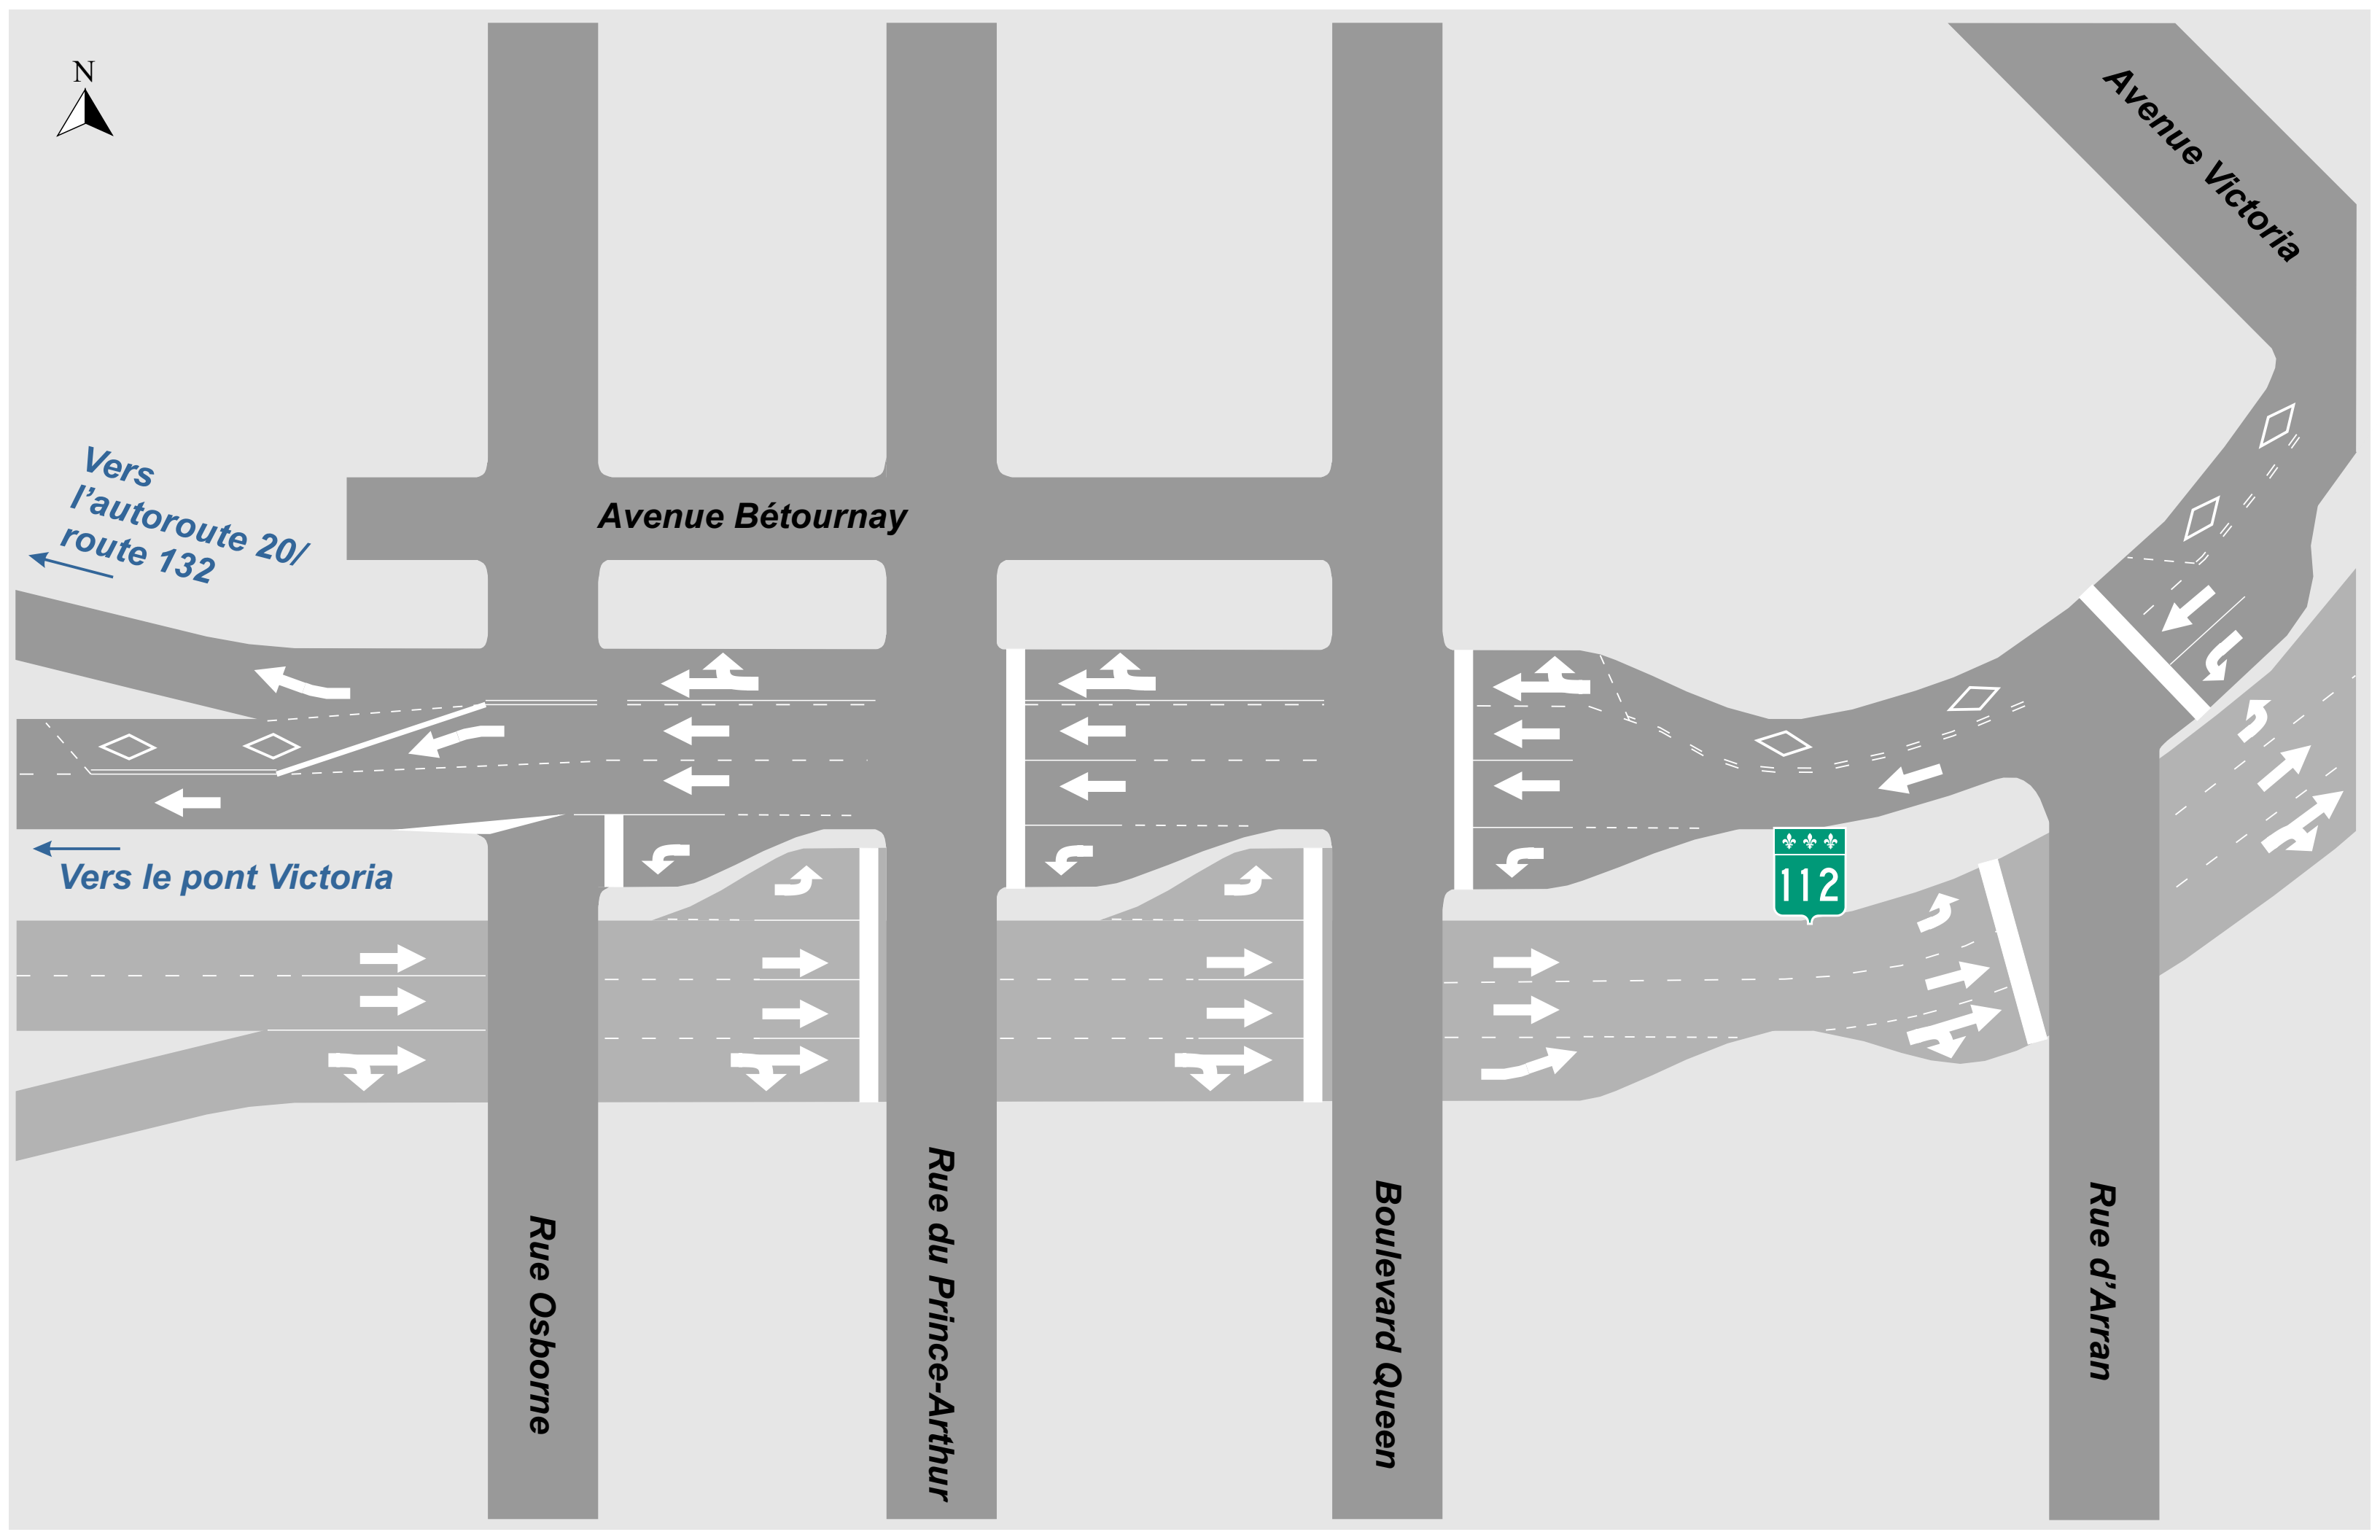 N
Avenue Victoria
Vers
l'autoroute 20/
route 132
Avenue Bétournay
Vers le pont Victoria
112
Rue Osborne
Rue du Prince-Arthur
Boulevard Queen
Rue d'Arran